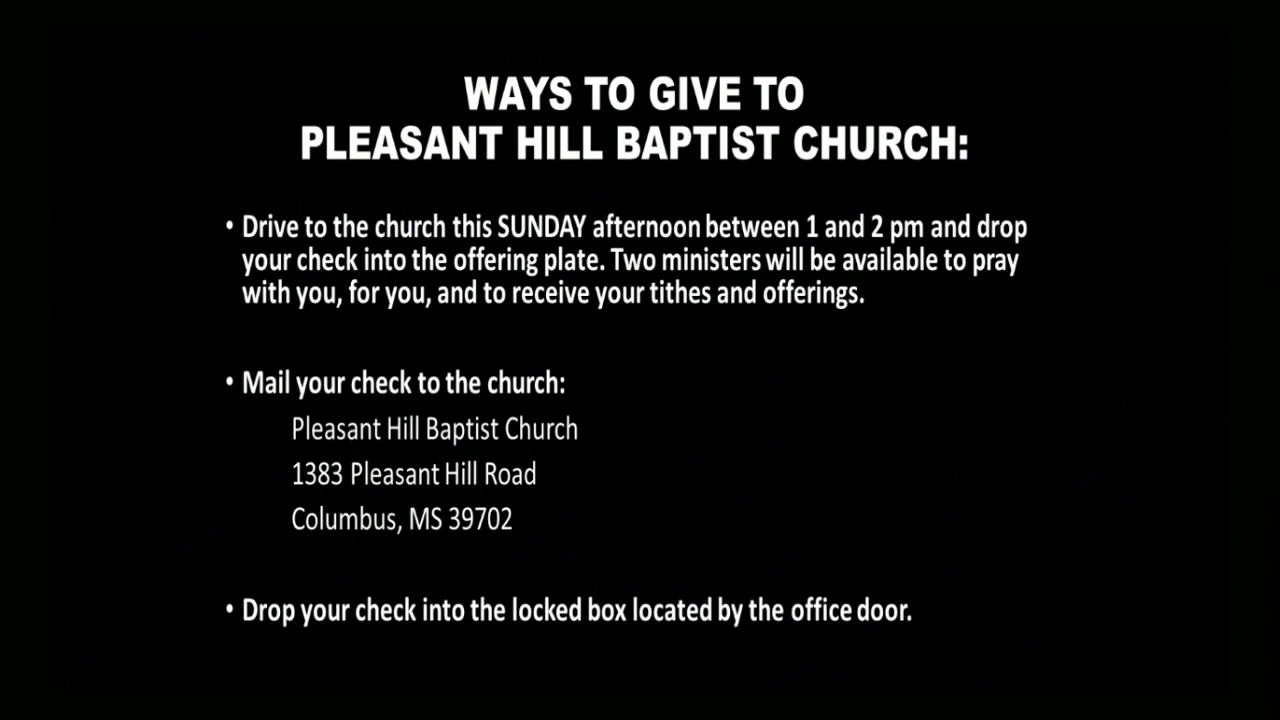 WAYS TO GIVE TO
PLEASANT HILL BAPTIST CHURCH:
• Drive to the church this SUNDAY afternoon between 1 and 2 pm and drop
your check into the offering plate. Two ministers will be available to pray
with you, for you, and to receive your tithes and offerings.
• Mail your check to the church:
Pleasant Hill Baptist Church
1383 Pleasant Hill Road
Columbus, MS 39702
• Drop your check into the locked box located by the office door.